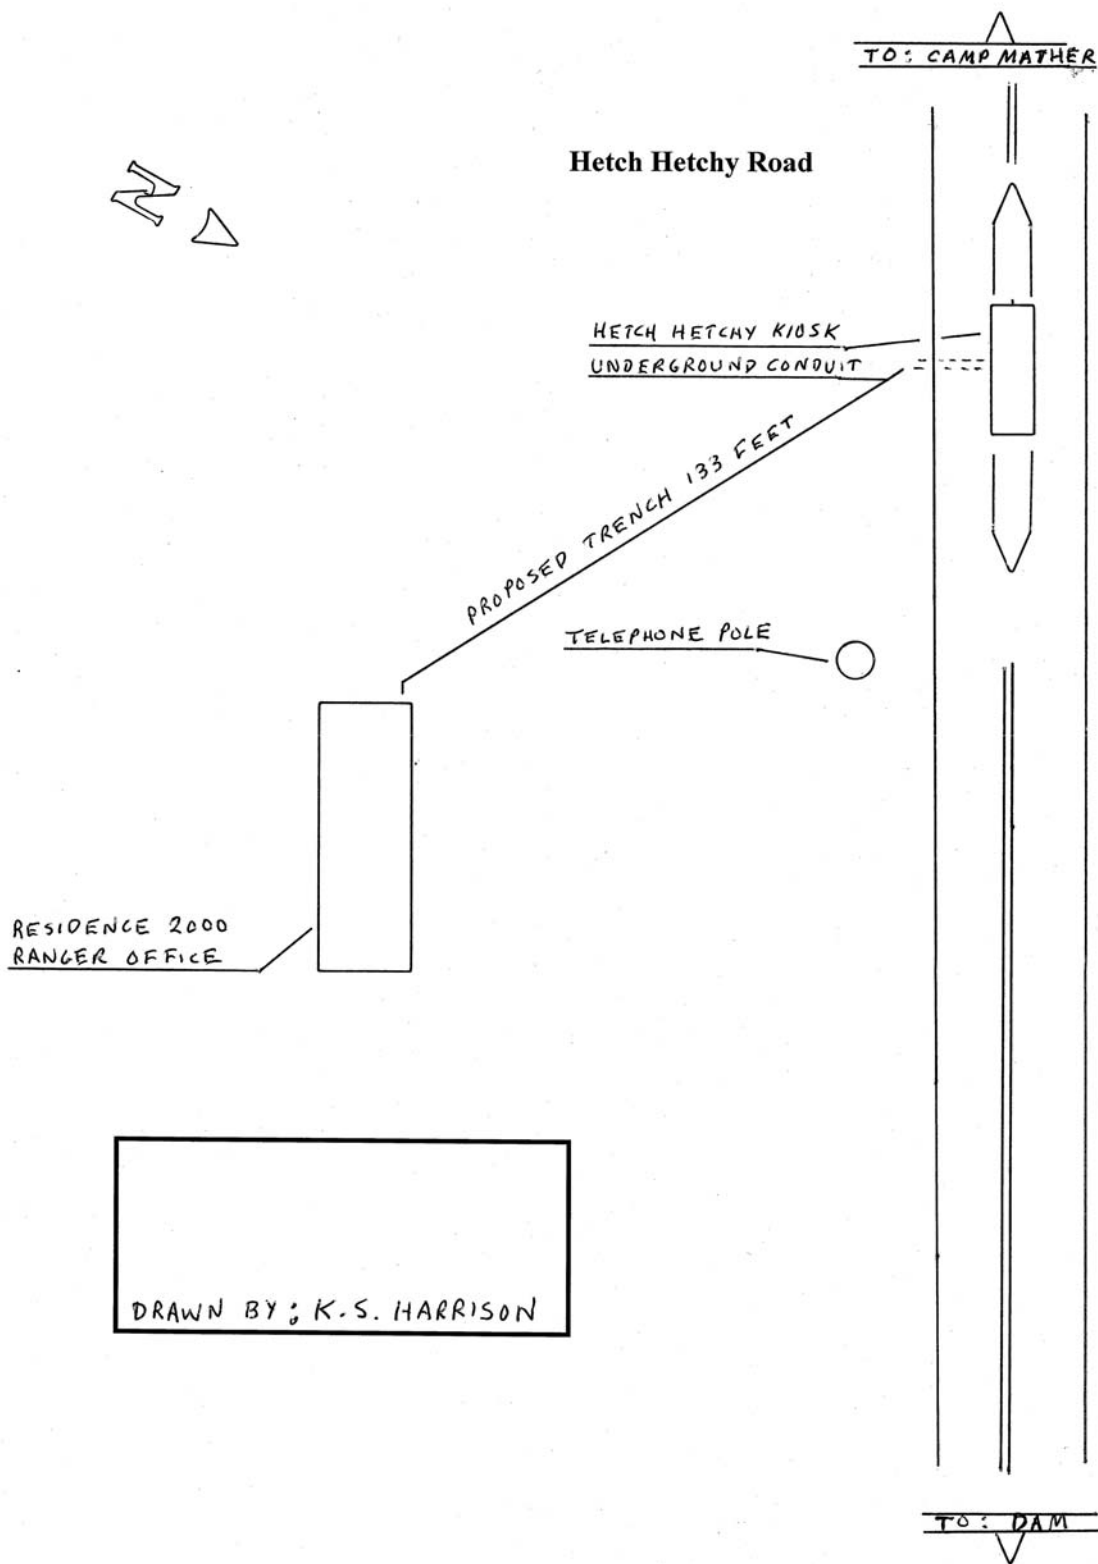 TO: CAMP MATHER
Hetch Hetchy Road
N
HETCH HETCHY KIOSK
UNDERGROUND CONDUIT
PROPOSED TRENCH 133 FEET
TELEPHONE POLE
RESIDENCE 2000
RANGER OFFICE
DRAWN BY: K.S. HARRISON
TO: DAM